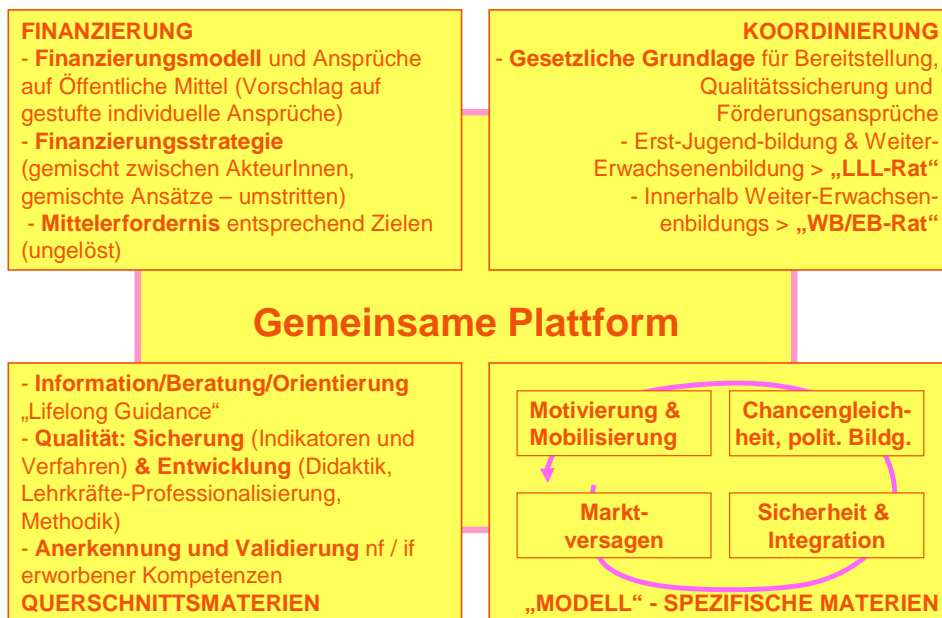 FINANZIERUNG
- Finanzierungsmodell und Ansprüche
auf Öffentliche Mittel (Vorschlag auf
gestufte individuelle Ansprüche)
- Finanzierungsstrategie
(gemischt zwischen AkteurInnen,
gemischte Ansätze – umstritten)
- Mittelerfordernis entsprechend Zielen
(ungelöst)
KOORDINIERUNG
- Gesetzliche Grundlage für Bereitstellung,
Qualitätssicherung und
Förderungsansprüche
- Erst-Jugend-bildung & Weiter-
Erwachsenenbildung > „LLL-Rat“
- Innerhalb Weiter-Erwachsen-
enbildungs > „WB/EB-Rat“
Gemeinsame Plattform
- Information/Beratung/Orientierung
„Lifelong Guidance“
- Qualität: Sicherung (Indikatoren und
Verfahren) & Entwicklung (Didaktik,
Lehrkräfte-Professionalisierung,
Methodik)
- Anerkennung und Validierung nf / if
erworbener Kompetenzen
QUERSCHNITTSMATERIEN
Motivierung &
Mobilisierung
Chancengleich-
heit, polit. Bildg.
Markt-
versagen
Sicherheit &
Integration
„MODELL“ - SPEZIFISCHE MATERIEN